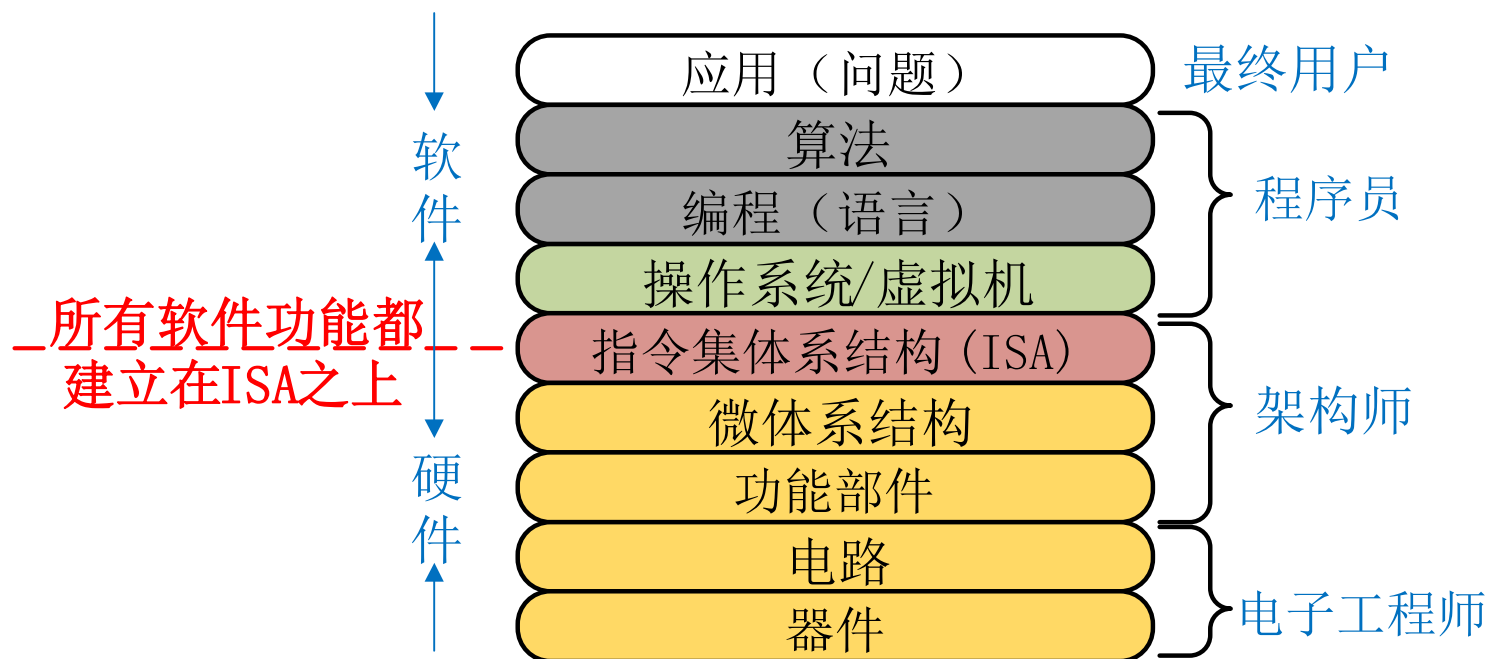 应用（问题）
最终用户
算法
编程（语言）
程序员
操作系统/虚拟机
软件
所有软件功能都
建立在ISA之上
指令集体系结构(ISA)
微体系结构
架构师
功能部件
硬件
电路
器件
电子工程师